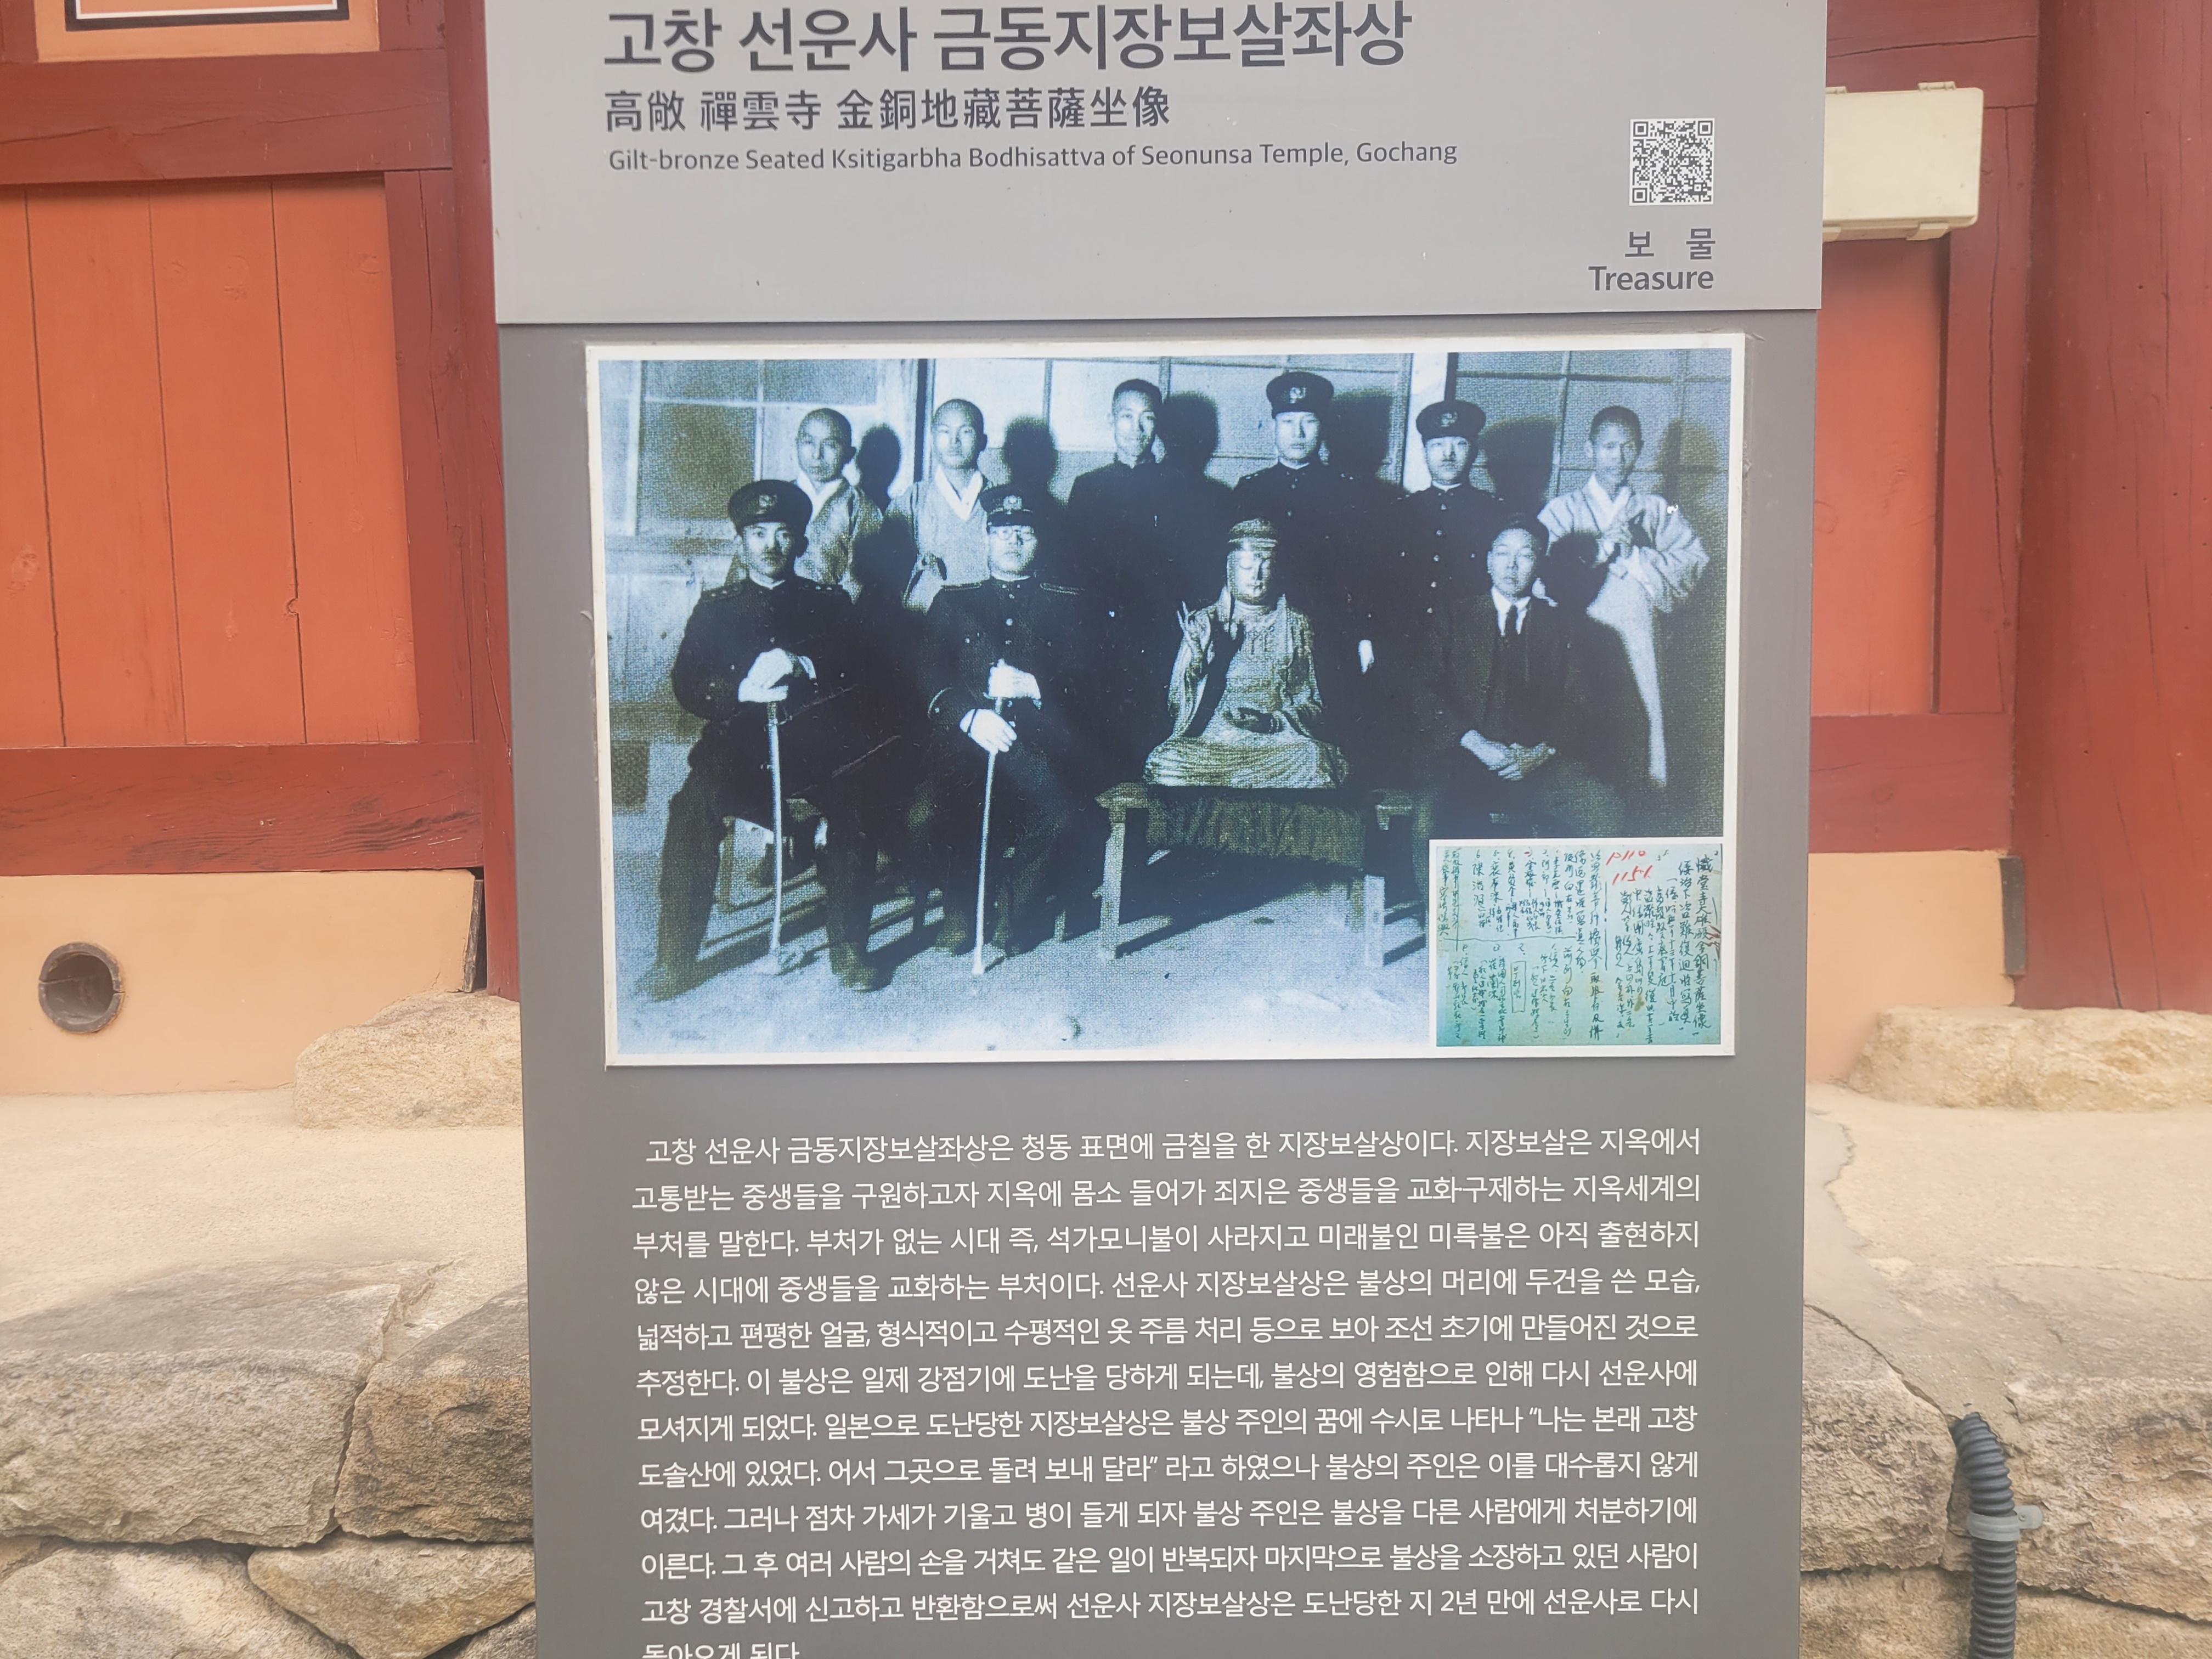 고창 선운사 금동지장보살좌상
高敞 禪雲寺 金銅地藏菩薩坐像
Gilt-bronze Seated Ksitigarbha Bodhisattva of Seonunsa Temple, Gochang
보 물
Treasure
P110
1151
고창 선운사 금동지장보살좌상은 청동 표면에 금칠을 한 지장보살상이다. 지장보살은 지옥에서
고통받는 중생들을 구원하고자 지옥에 몸소 들어가 죄지은 중생들을 교화·구제하는 지옥세계의
부처를 말한다. 부처가 없는 시대 즉, 석가모니불이 사라지고 미래불인 미륵불은 아직 출현하지
않은 시대에 중생들을 교화하는 부처이다. 선운사 지장보살상은 불상의 머리에 두건을 쓴 모습,
넓적하고 편평한 얼굴, 형식적이고 수평적인 옷 주름 처리 등으로 보아 조선 초기에 만들어진 것으로
추정한다. 이 불상은 일제 강점기에 도난을 당하게 되는데, 불상의 영험함으로 인해 다시 선운사에
모셔지게 되었다. 일본으로 도난당한 지장보살상은 불상 주인의 꿈에 수시로 나타나 “나는 본래 고창
도솔산에 있었다. 어서 그곳으로 돌려 보내 달라” 라고 하였으나 불상의 주인은 이를 대수롭지 않게
여겼다. 그러나 점차 가세가 기울고 병이 들게 되자 불상 주인은 불상을 다른 사람에게 처분하기에
이른다. 그 후 여러 사람의 손을 거쳐도 같은 일이 반복되자 마지막으로 불상을 소장하고 있던 사람이
고창 경찰서에 신고하고 반환함으로써 선운사 지장보살상은 도난당한 지 2년 만에 선운사로 다시
돌아오게 된다.